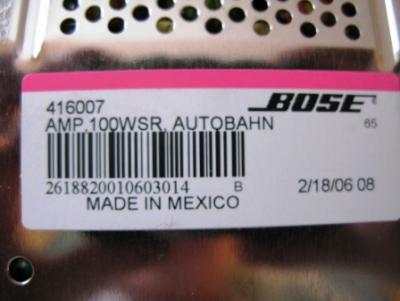 416007 BOSE ®
AMP,100WSR, AUTOBAHN 65
2618820010603014 B 2/18/06 08
MADE IN MEXICO